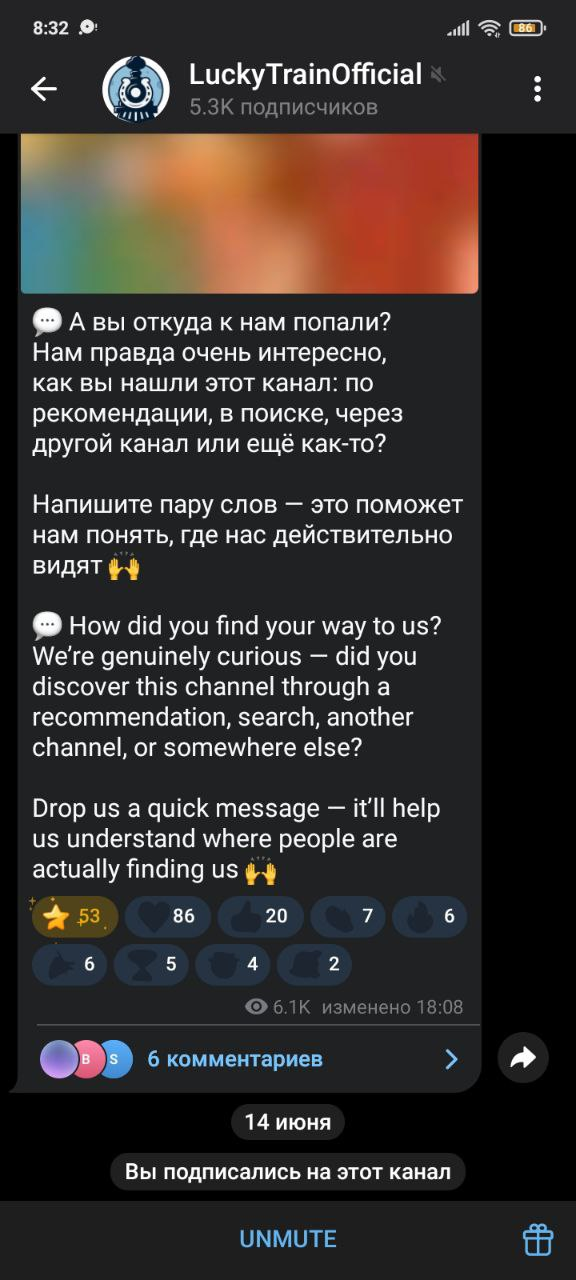 8:32
86
LuckyTrainOfficial
5.3K подписчиков
💬 А вы откуда к нам попали?
Нам правда очень интересно,
как вы нашли этот канал: по
рекомендации, в поиске, через
другой канал или ещё как-то?
Напишите пару слов — это поможет
нам понять, где нас действительно
видят 🙌
💬 How did you find your way to us?
We’re genuinely curious — did you
discover this channel through a
recommendation, search, another
channel, or somewhere else?
Drop us a quick message — it’ll help
us understand where people are
actually finding us 🙌
53 86 20 7 6
6 5 4 2
6.1K изменено 18:08
B S 6 комментариев
14 июня
Вы подписались на этот канал
UNMUTE